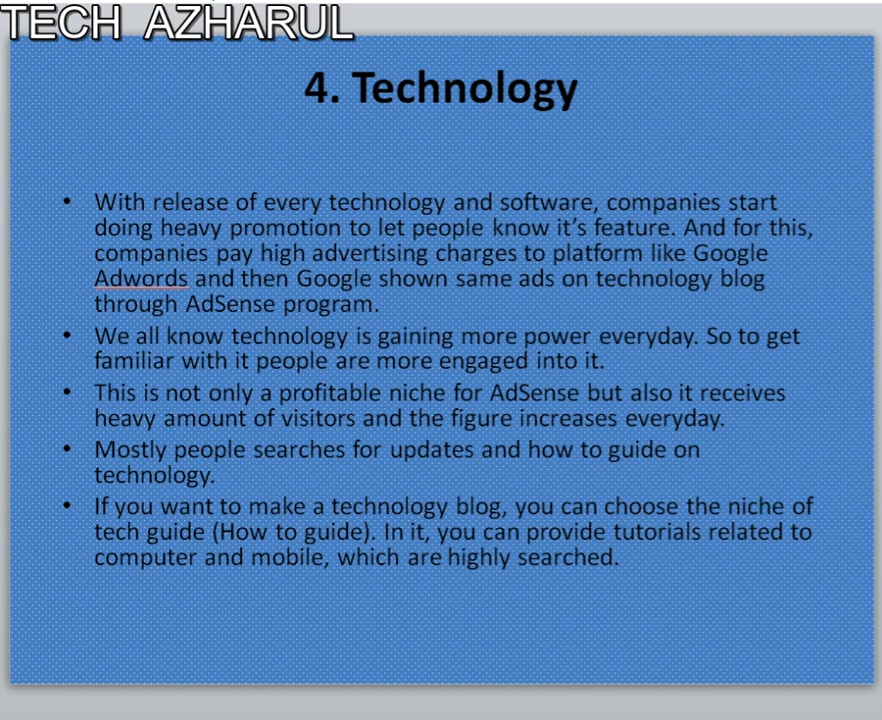 TECH AZHARUL
4. Technology
• With release of every technology and software, companies start
doing heavy promotion to let people know it's feature. And for this,
companies pay high advertising charges to platform like Google
Adwords and then Google shown same ads on technology blog
through AdSense program.
• We all know technology is gaining more power everyday. So to get
familiar with it people are more engaged into it.
• This is not only a profitable niche for AdSense but also it receives
heavy amount of visitors and the figure increases everyday.
• Mostly people searches for updates and how to guide on
technology.
• If you want to make a technology blog, you can choose the niche of
tech guide (How to guide). In it, you can provide tutorials related to
computer and mobile, which are highly searched.